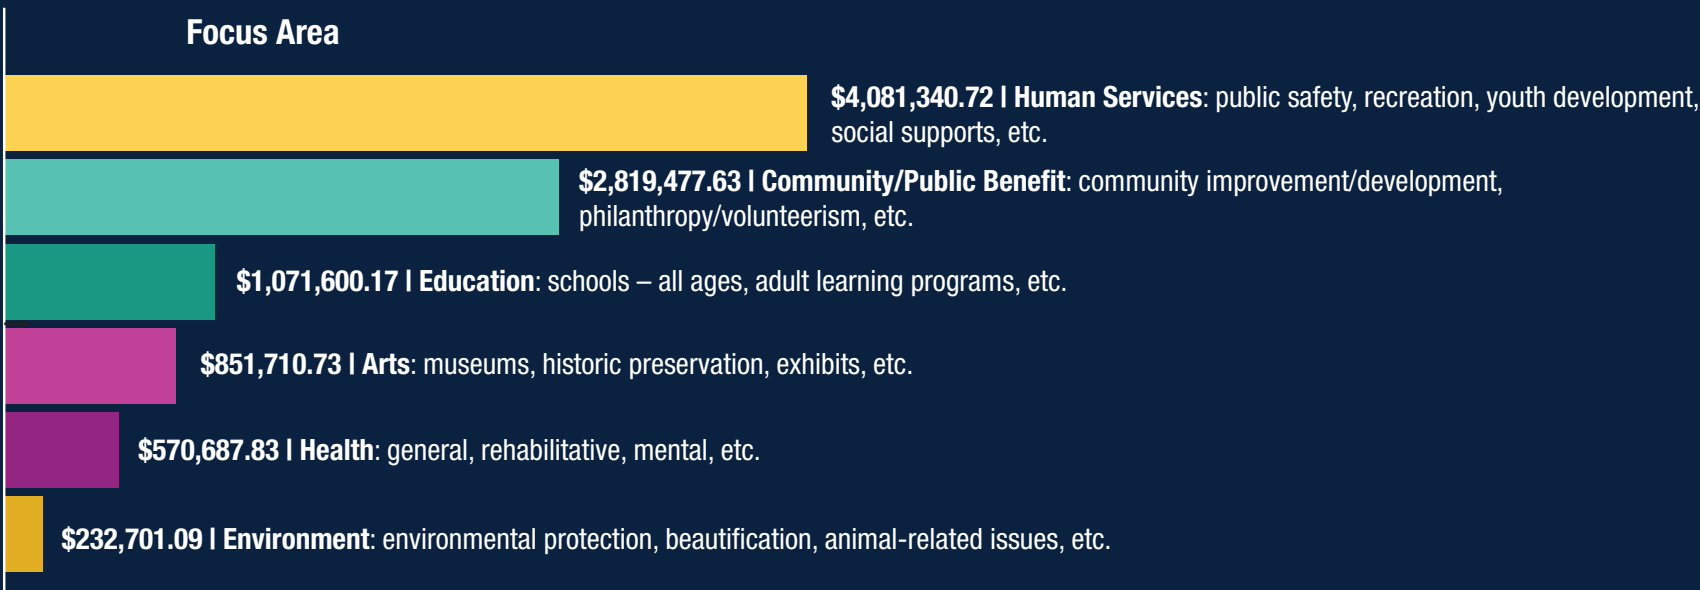 Focus Area
$4,081,340.72 | Human Services: public safety, recreation, youth development,
social supports, etc.
$2,819,477.63 | Community/Public Benefit: community improvement/development,
philanthropy/volunteerism, etc.
$1,071,600.17 | Education: schools – all ages, adult learning programs, etc.
$851,710.73 | Arts: museums, historic preservation, exhibits, etc.
$570,687.83 | Health: general, rehabilitative, mental, etc.
$232,701.09 | Environment: environmental protection, beautification, animal-related issues, etc.